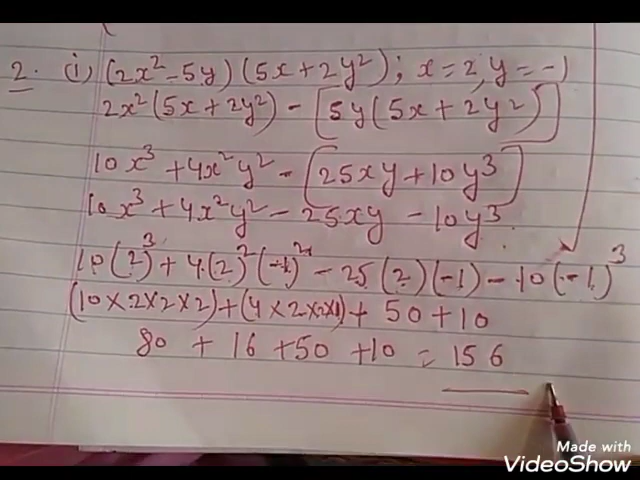 2. (i) (2x² - 5y) (5x + 2y²) ; x = 2, y = -1
2x² (5x + 2y²) - [5y (5x + 2y²)]
10x³ + 4x²y² - [25xy + 10y³]
10x³ + 4x²y² - 25xy - 10y³.
10(2)³ + 4(2)²(-1)² - 25(2)(-1) - 10(-1)³
(10 × 2 × 2 × 2) + (4 × 2 × 2 × 1) + 50 + 10
80 + 16 + 50 + 10 = 156
Made with
VideoShow